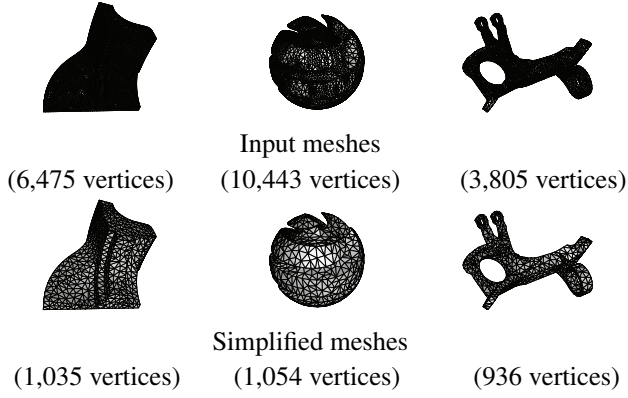 Input meshes
(6,475 vertices) (10,443 vertices) (3,805 vertices)
Simplified meshes
(1,035 vertices) (1,054 vertices) (936 vertices)